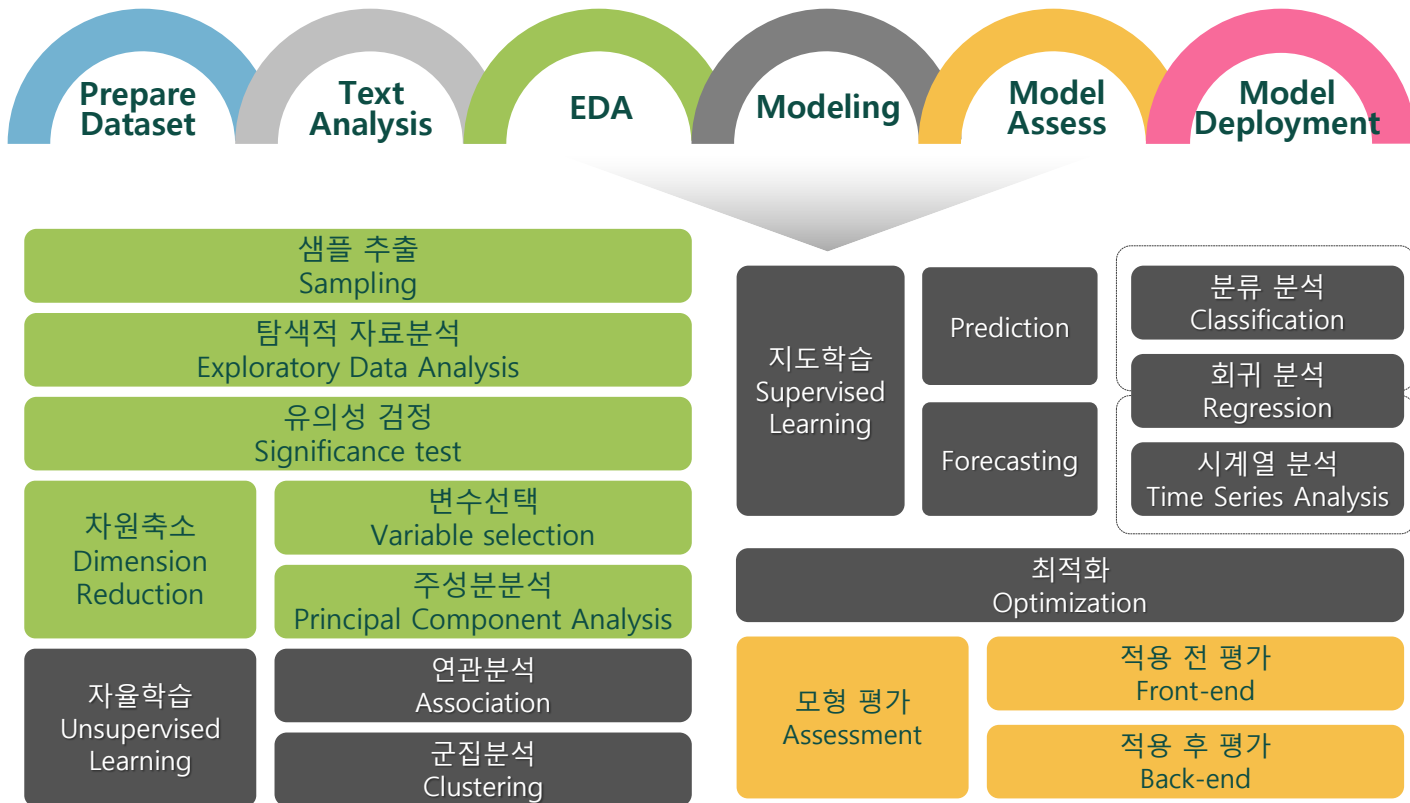 Prepare
Dataset
Text
Analysis
EDA
Modeling
Model
Assess
Model
Deployment
샘플 추출
Sampling
탐색적 자료분석
Exploratory Data Analysis
유의성 검정
Significance test
차원축소
Dimension
Reduction
변수선택
Variable selection
주성분분석
Principal Component Analysis
자율학습
Unsupervised
Learning
연관분석
Association
군집분석
Clustering
지도학습
Supervised
Learning
Prediction
Forecasting
분류 분석
Classification
회귀 분석
Regression
시계열 분석
Time Series Analysis
최적화
Optimization
모형 평가
Assessment
적용 전 평가
Front-end
적용 후 평가
Back-end